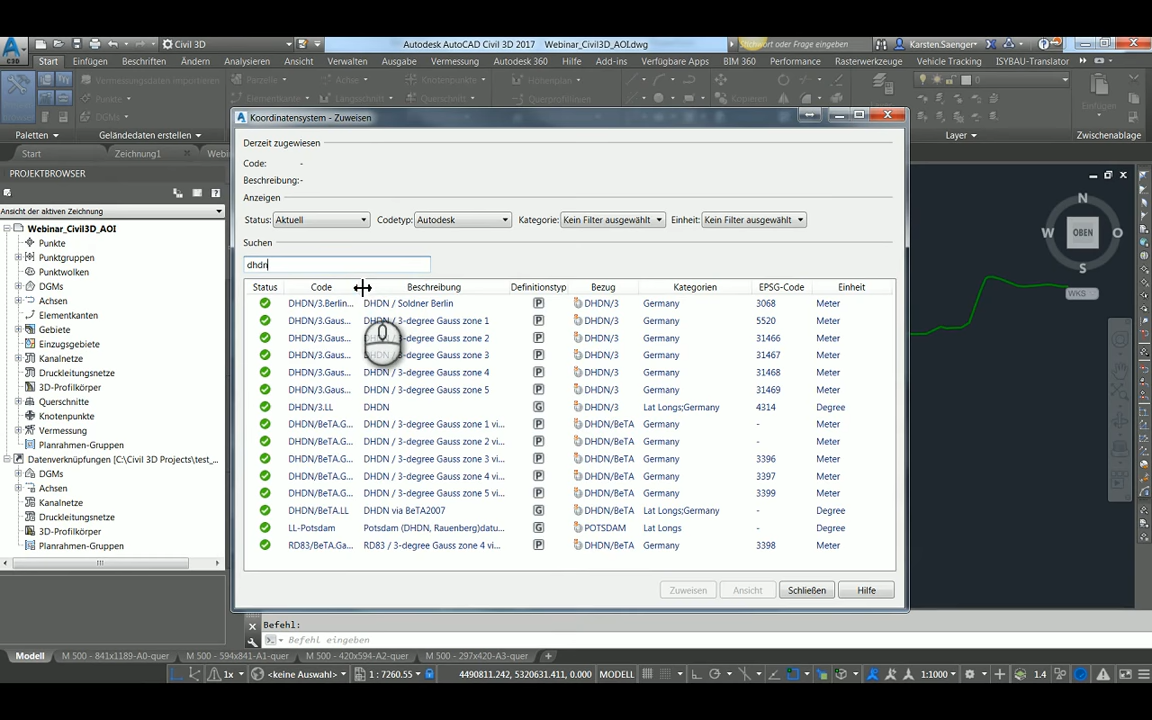 C3D Civil 3D Autodesk AutoCAD Civil 3D 2017 Webinar_Civil3D_AOI.dwg Stichwort oder Frage eingeben Karsten.Saenger
Start Einfügen Beschriften Ändern Analysieren Ansicht Verwalten Ausgabe Vermessung Autodesk 360 Hilfe Add-ins Verfügbare Apps BIM 360 Performance Rasterwerkzeuge Vehicle Tracking ISYBAU-Translator
Vermessungsdaten importieren
Punkte
DGMs
Kopieren
Einfügen
0
Paletten Geländedaten erstellen Layer Zwischenablage
Start Zeichnung1 Webin
PROJEKTBROWSER
Ansicht der aktiven Zeichnung
Webinar_Civil3D_AOI
Punkte
Punktgruppen
Punktwolken
DGMs
Achsen
Elementkanten
Gebiete
Einzugsgebiete
Kanalnetze
Druckleitungsnetze
3D-Profilkörper
Querschnitte
Knotenpunkte
Vermessung
Planrahmen-Gruppen
Datenverknüpfungen [C:\Civil 3D Projects\test_...
DGMs
Achsen
Kanalnetze
Druckleitungsnetze
3D-Profilkörper
Planrahmen-Gruppen
Koordinatensystem - Zuweisen
Derzeit zugewiesen
Code: -
Beschreibung:-
Anzeigen
Status: Aktuell Codetyp: Autodesk Kategorie: Kein Filter ausgewählt Einheit: Kein Filter ausgewählt
Suchen
dhdn
Status Code Beschreibung Definitionstyp Bezug Kategorien EPSG-Code Einheit
DHDN/3.Berlin... DHDN / Soldner Berlin P DHDN/3 Germany 3068 Meter
DHDN/3.Gaus... DHDN / 3-degree Gauss zone 1 P DHDN/3 Germany 5520 Meter
DHDN/3.Gaus... DHDN / 3-degree Gauss zone 2 P DHDN/3 Germany 31466 Meter
DHDN/3.Gaus... DHDN / 3-degree Gauss zone 3 P DHDN/3 Germany 31467 Meter
DHDN/3.Gaus... DHDN / 3-degree Gauss zone 4 P DHDN/3 Germany 31468 Meter
DHDN/3.Gaus... DHDN / 3-degree Gauss zone 5 P DHDN/3 Germany 31469 Meter
DHDN/3.LL DHDN G DHDN/3 Lat Longs;Germany 4314 Degree
DHDN/BeTA.G... DHDN / 3-degree Gauss zone 1 vi... P DHDN/BeTA Germany - Meter
DHDN/BeTA.G... DHDN / 3-degree Gauss zone 2 vi... P DHDN/BeTA Germany - Meter
DHDN/BeTA.G... DHDN / 3-degree Gauss zone 3 vi... P DHDN/BeTA Germany 3396 Meter
DHDN/BeTA.G... DHDN / 3-degree Gauss zone 4 vi... P DHDN/BeTA Germany 3397 Meter
DHDN/BeTA.G... DHDN / 3-degree Gauss zone 5 vi... P DHDN/BeTA Germany 3399 Meter
DHDN/BeTA.LL DHDN via BeTA2007 G DHDN/BeTA Lat Longs;Germany - Degree
LL-Potsdam Potsdam (DHDN, Rauenberg)datu... G POTSDAM Lat Longs - Degree
RD83/BeTA.Ga... RD83 / 3-degree Gauss zone 4 vi... P DHDN/BeTA Germany 3398 Meter
Zuweisen Ansicht Schließen Hilfe
N
W OBEN O
S
WKS
Befehl:
Befehl eingeben
Modell M 500 - 841x1189-A0-quer M 500 - 594x841-A1-quer M 500 - 420x594-A2-quer M 500 - 297x420-A3-quer +
1x <keine Auswahl> 1 : 7260.55 4490811.242, 5320631.411, 0.000 MODELL 1:1000 1.4